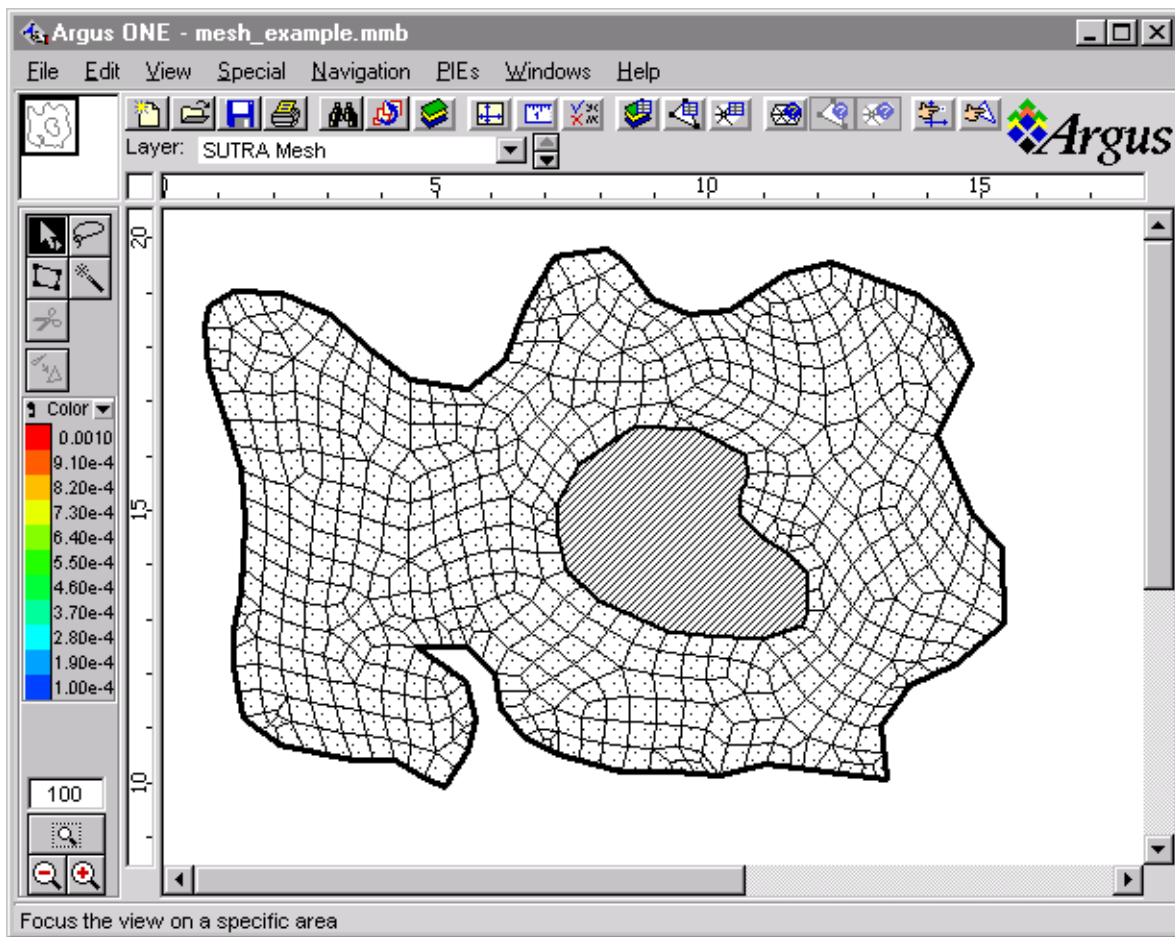 Argus ONE - mesh_example.mmb
File Edit View Special Navigation PIEs Windows Help
Layer: SUTRA Mesh
Argus
0 5 10 15
20
15
10
Color
0.0010
9.10e-4
8.20e-4
7.30e-4
6.40e-4
5.50e-4
4.60e-4
3.70e-4
2.80e-4
1.90e-4
1.00e-4
100
Focus the view on a specific area